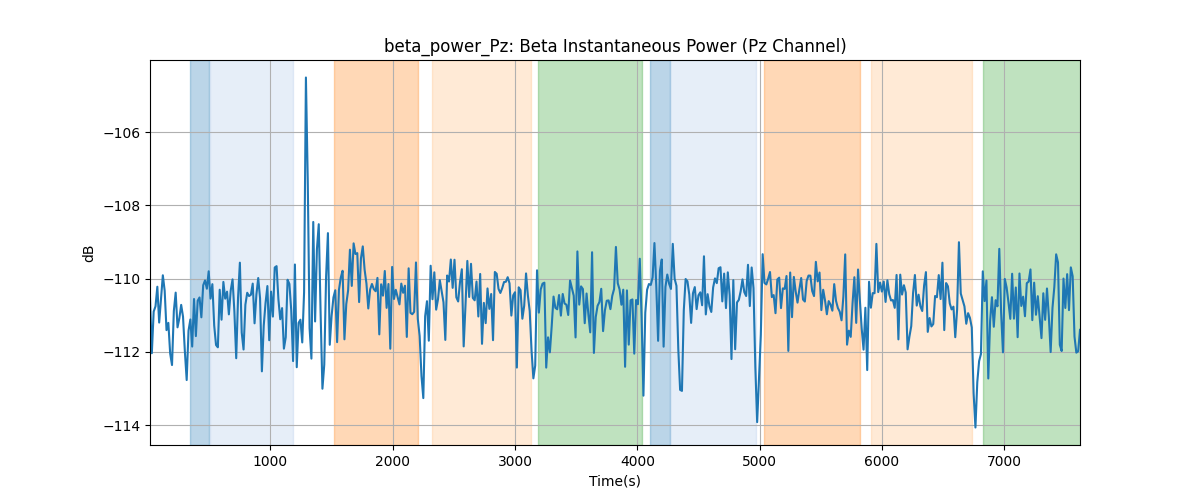 beta_power_Pz: Beta Instantaneous Power (Pz Channel)
−106
−108
−110
−112
−114
dB
1000 2000 3000 4000 5000 6000 7000
Time(s)